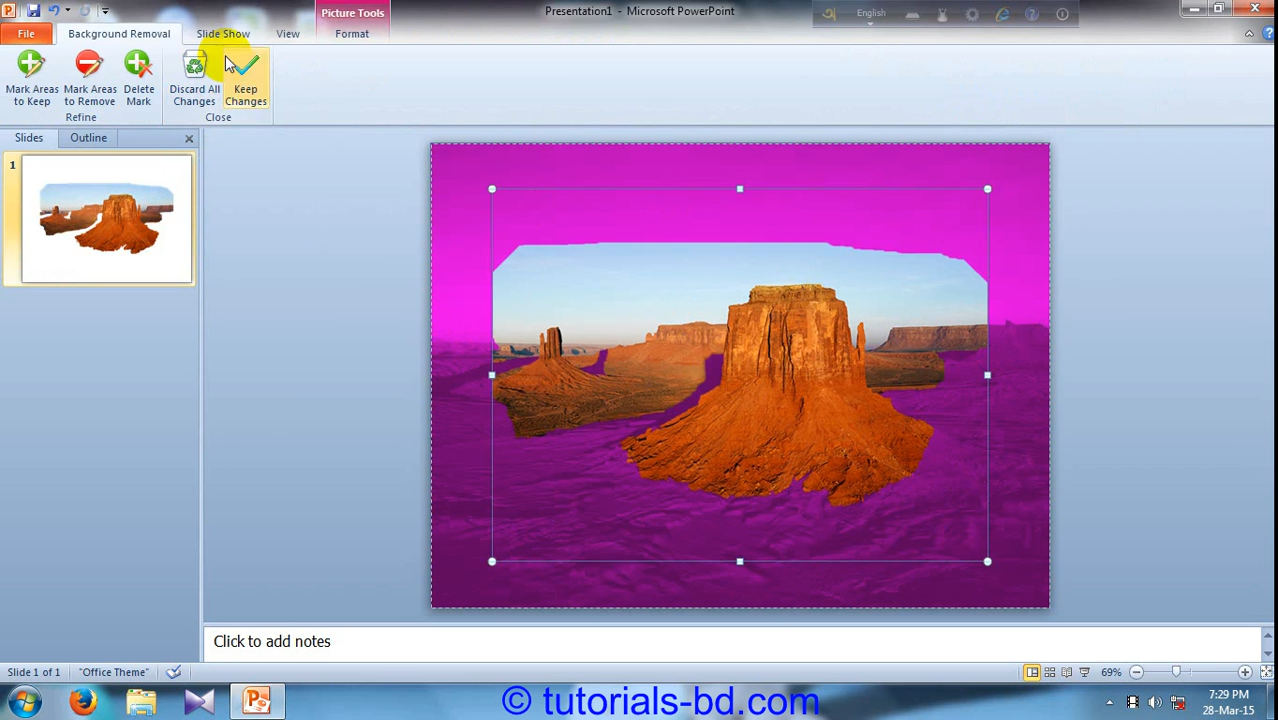 Picture Tools
Presentation1 - Microsoft PowerPoint
English
File
Background Removal
Slide Show
View
Format
Mark Areas to Keep
Mark Areas to Remove
Delete Mark
Discard All Changes
Keep Changes
Refine
Close
Slides
Outline
1
Click to add notes
Slide 1 of 1
"Office Theme"
69%
© tutorials-bd.com
7:29 PM
28-Mar-15